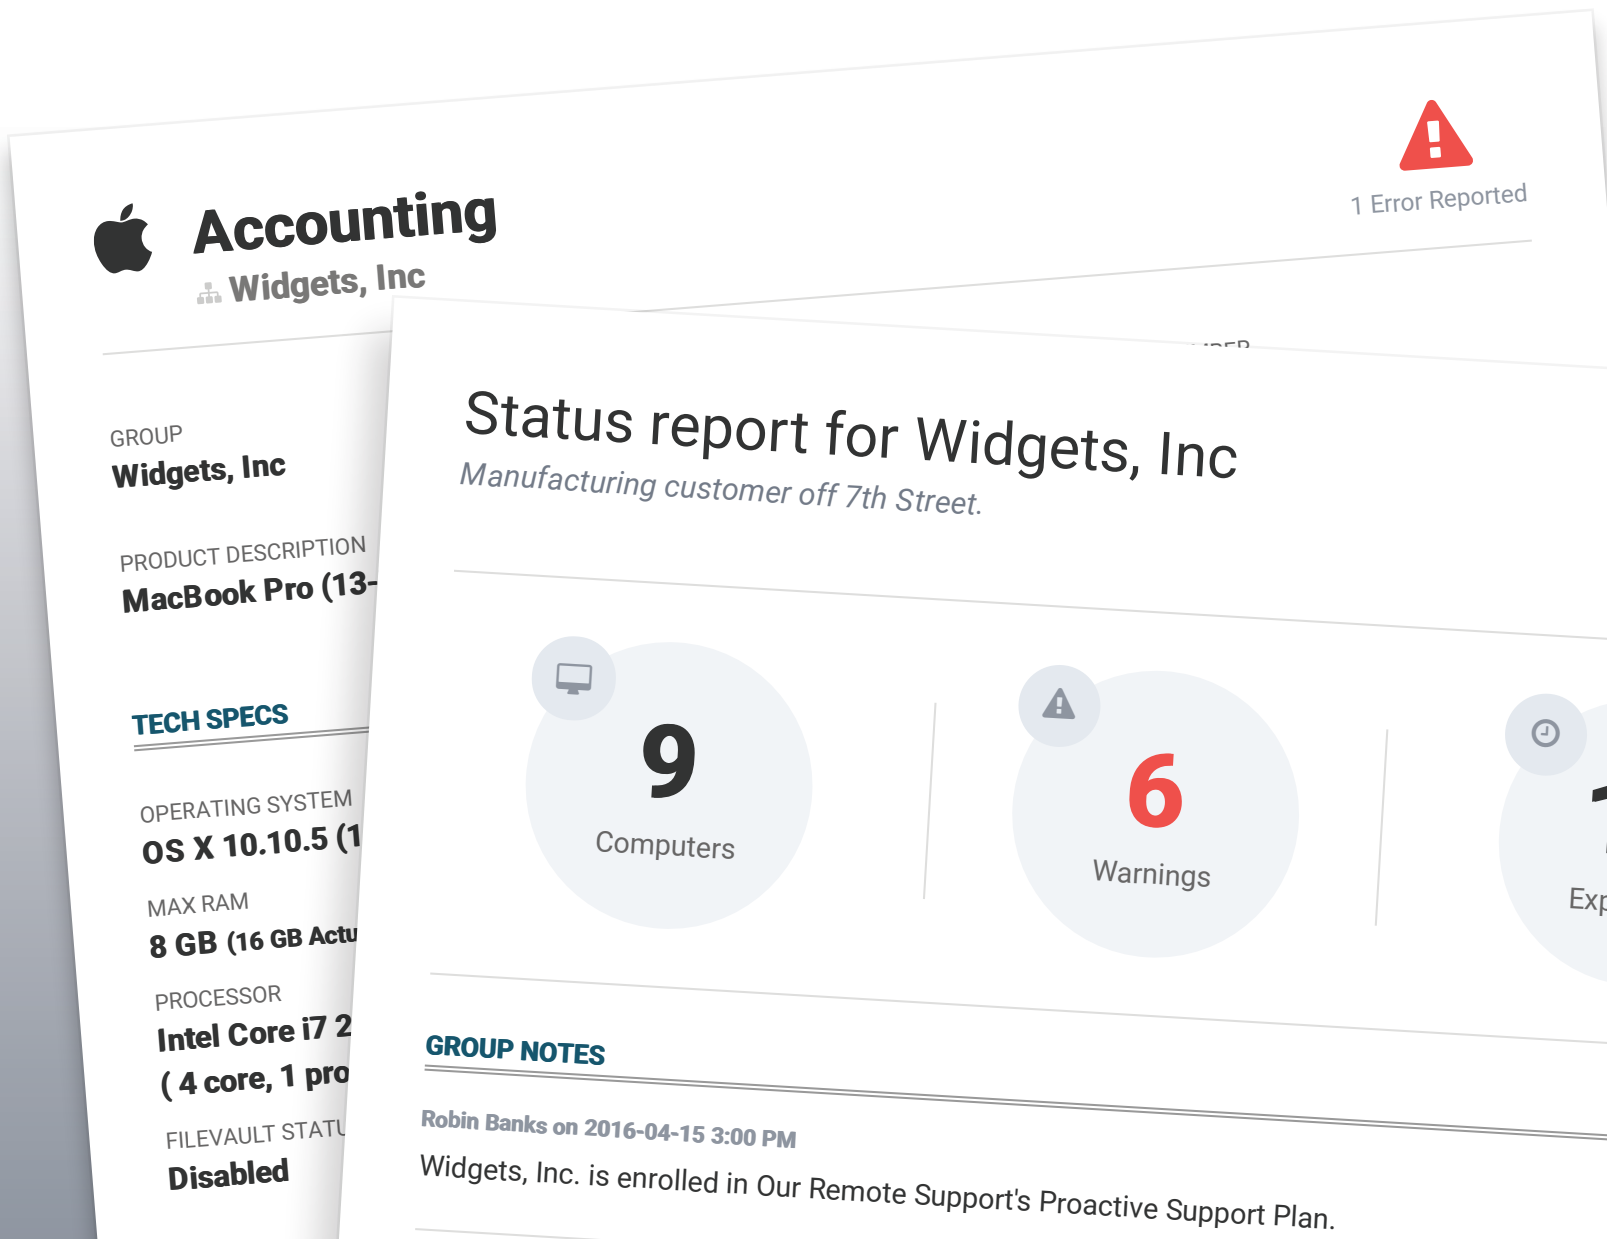 Accounting
Widgets, Inc
1 Error Reported
GROUP
Widgets, Inc
PRODUCT DESCRIPTION
MacBook Pro (13-
TECH SPECS
OPERATING SYSTEM
OS X 10.10.5 (1
MAX RAM
8 GB (16 GB Actu
PROCESSOR
Intel Core i7 2
( 4 core, 1 pro
FILEVAULT STATU
Disabled
Status report for Widgets, Inc
Manufacturing customer off 7th Street.
9
Computers
6
Warnings
Exp
GROUP NOTES
Robin Banks on 2016-04-15 3:00 PM
Widgets, Inc. is enrolled in Our Remote Support's Proactive Support Plan.